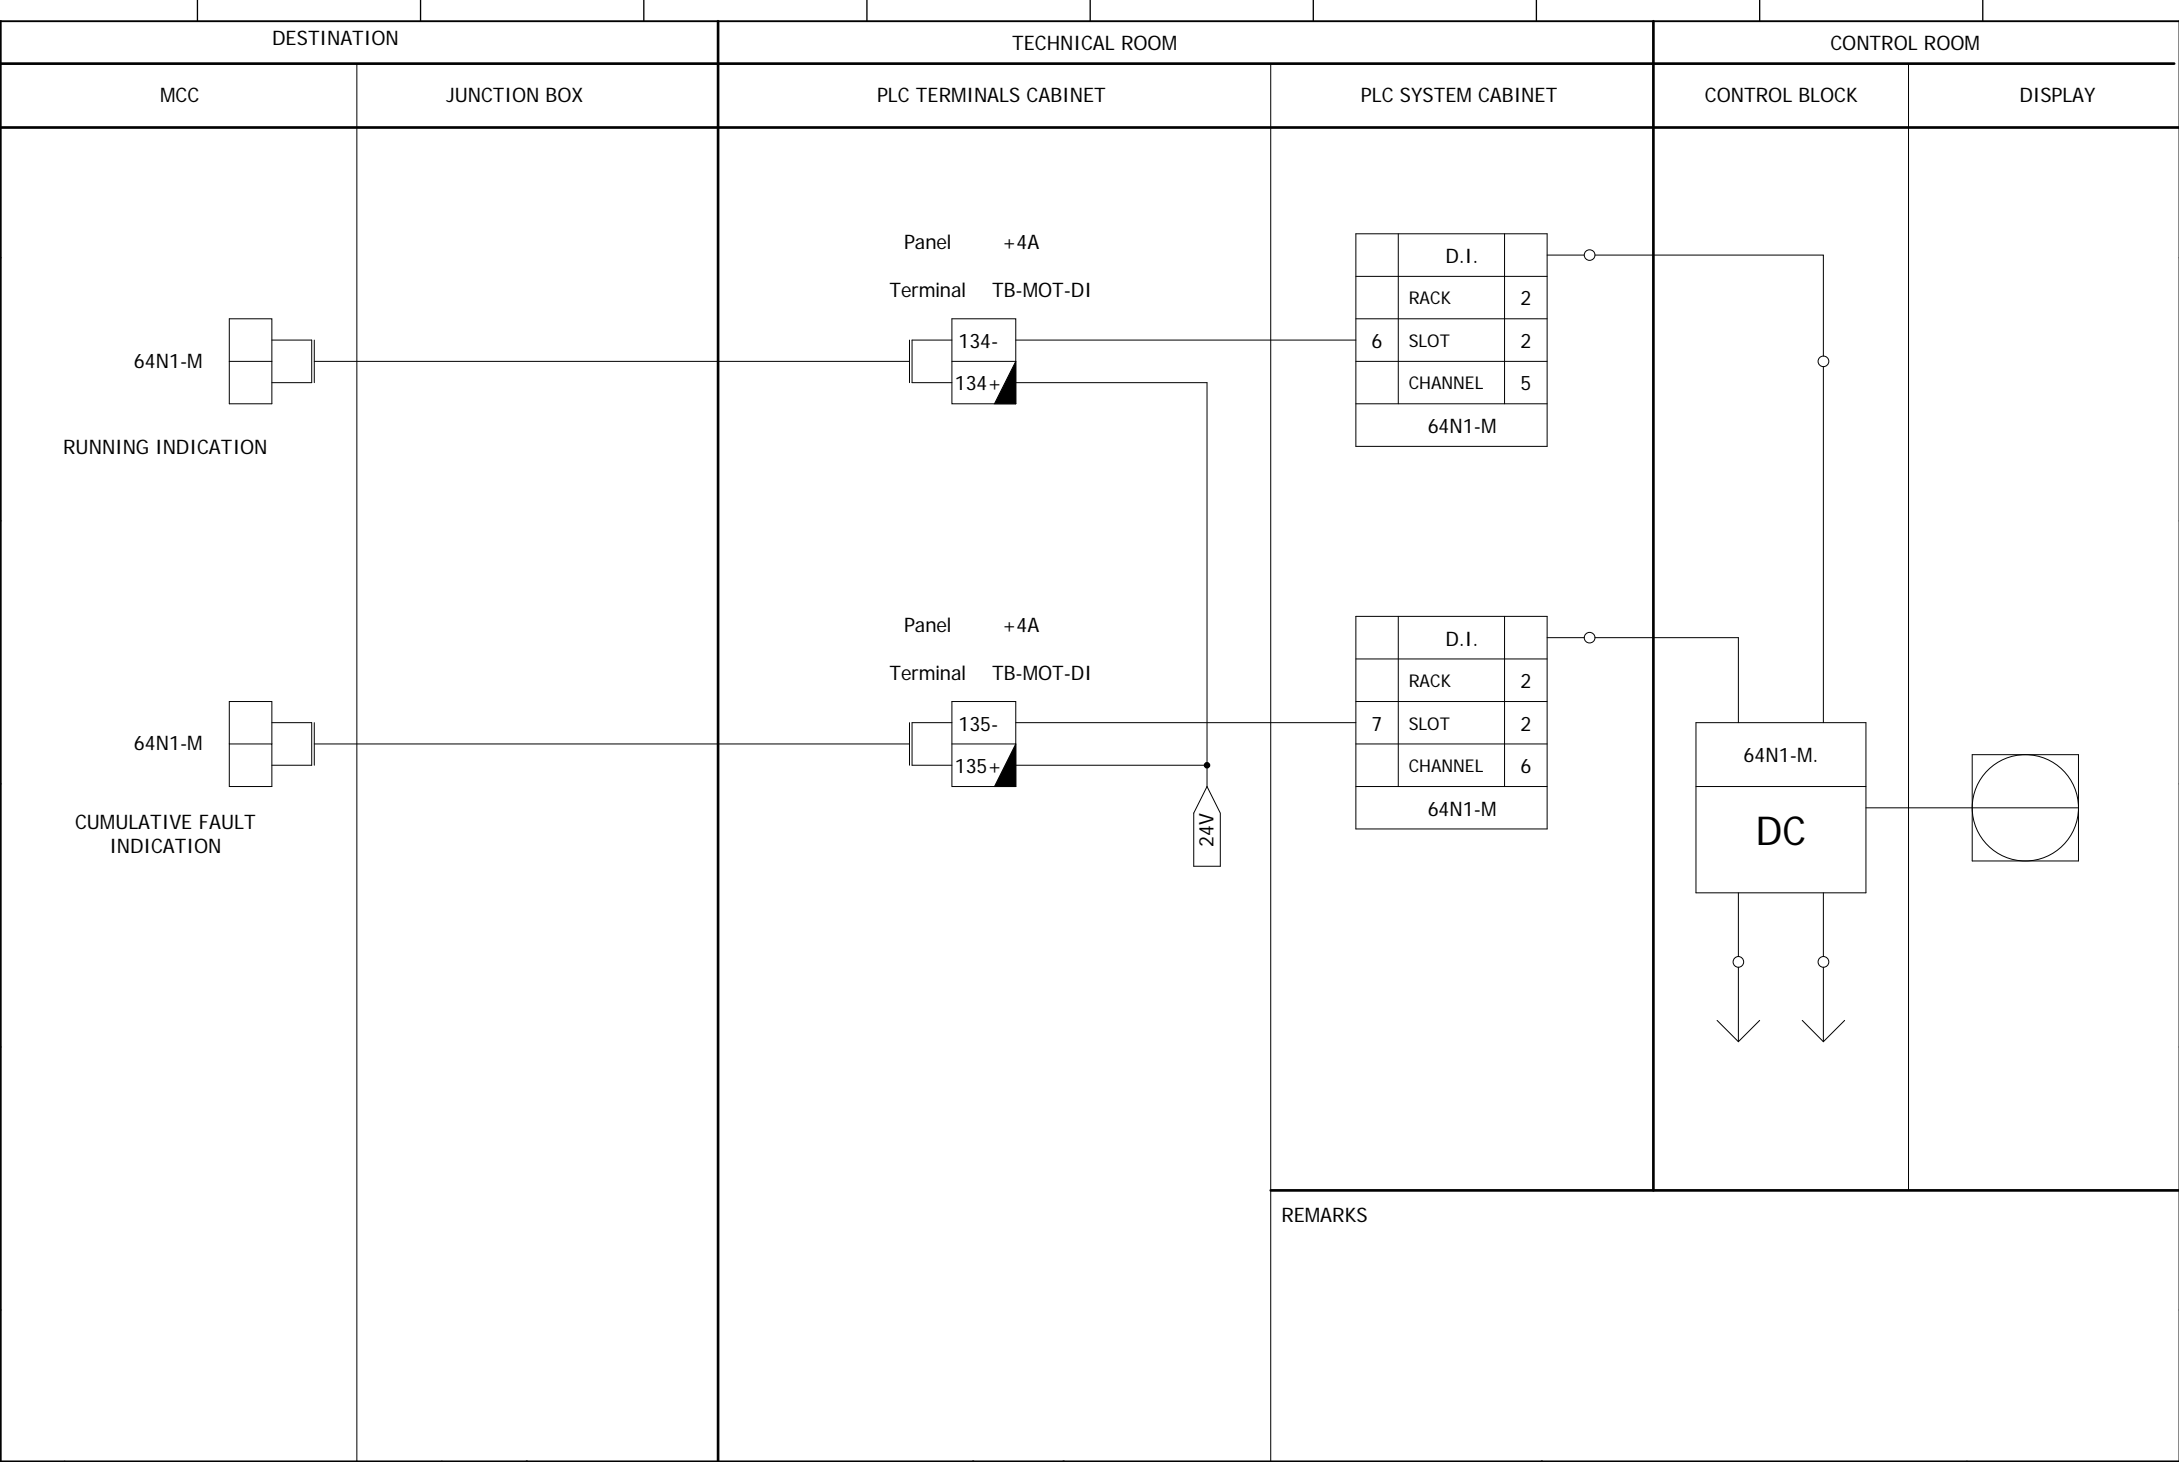 DESTINATION
TECHNICAL ROOM
CONTROL ROOM
MCC
JUNCTION BOX
PLC TERMINALS CABINET
PLC SYSTEM CABINET
CONTROL BLOCK
DISPLAY
64N1-M
RUNNING INDICATION
Panel +4A
Terminal TB-MOT-DI
134-
134+
D.I.
RACK 2
6 SLOT 2
CHANNEL 5
64N1-M
64N1-M
CUMULATIVE FAULT
INDICATION
Panel +4A
Terminal TB-MOT-DI
135-
135+
24V
D.I.
RACK 2
7 SLOT 2
CHANNEL 6
64N1-M
64N1-M.
DC
REMARKS